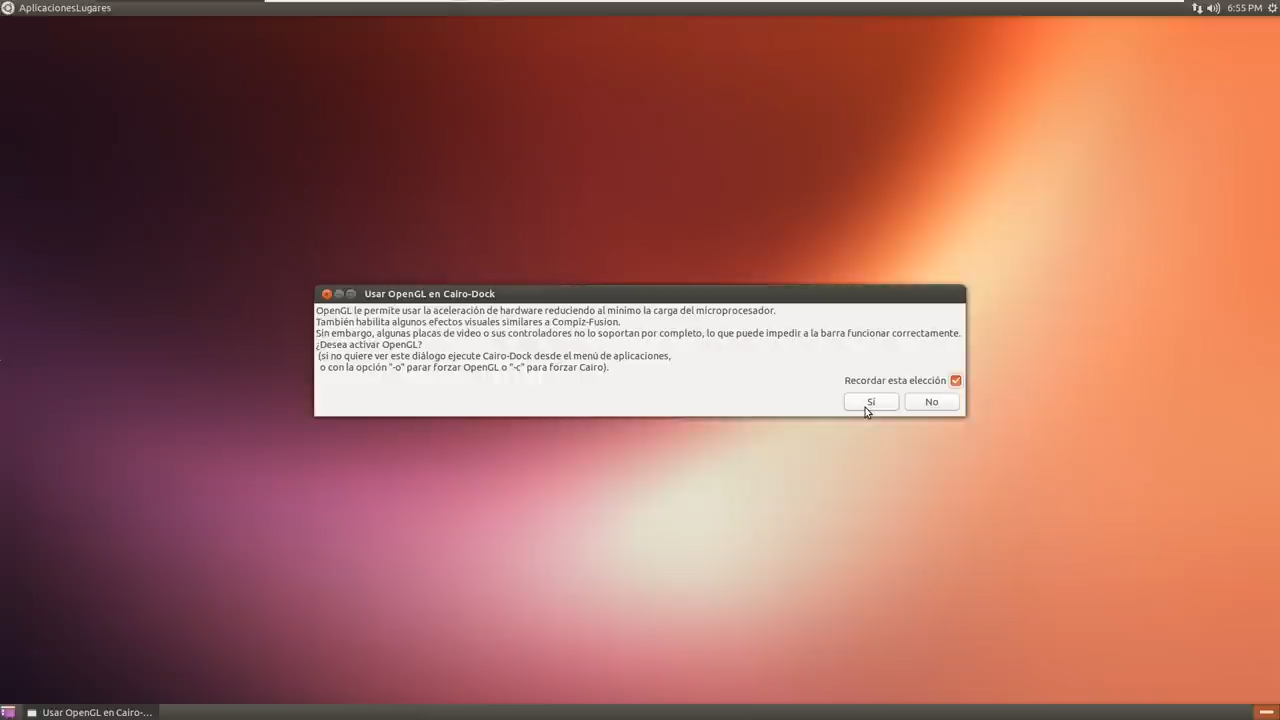 AplicacionesLugares
6:55 PM
Usar OpenGL en Cairo-Dock
OpenGL le permite usar la aceleración de hardware reduciendo al mínimo la carga del microprocesador.
También habilita algunos efectos visuales similares a Compiz-Fusion.
Sin embargo, algunas placas de video o sus controladores no lo soportan por completo, lo que puede impedir a la barra funcionar correctamente.
¿Desea activar OpenGL?
(si no quiere ver este diálogo ejecute Cairo-Dock desde el menú de aplicaciones,
o con la opción "-o" parar forzar OpenGL o "-c" para forzar Cairo).
Recordar esta elección
Sí
No
Usar OpenGL en Cairo-...